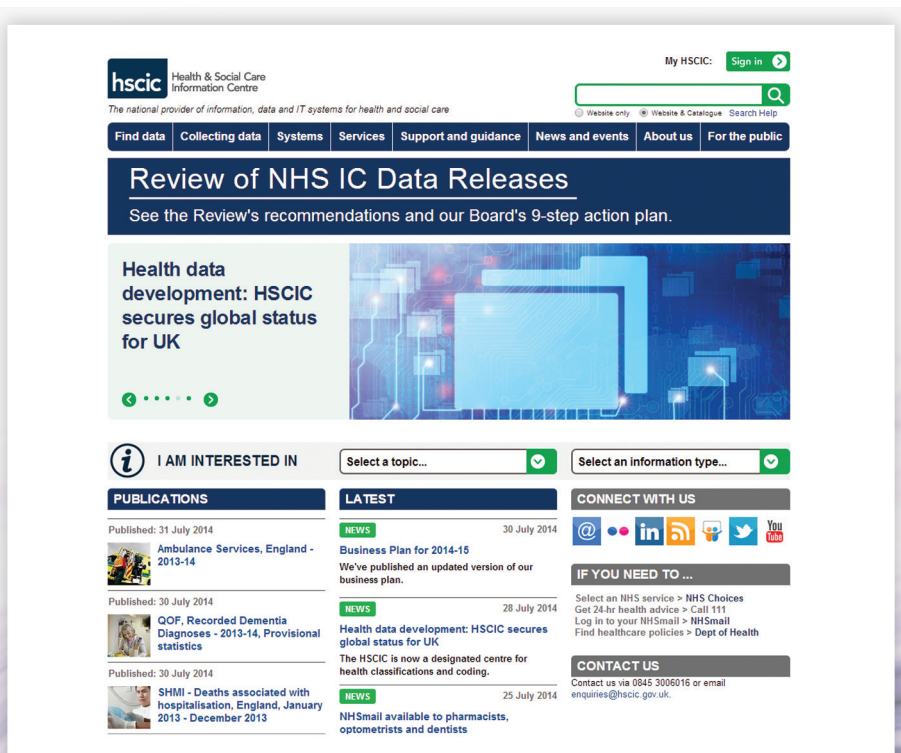 My HSCIC: Sign in
hscic Health & Social Care
Information Centre
The national provider of information, data and IT systems for health and social care
Website only Website & Catalogue Search Help
Find data Collecting data Systems Services Support and guidance News and events About us For the public
Review of NHS IC Data Releases
See the Review's recommendations and our Board's 9-step action plan.
Health data
development: HSCIC
secures global status
for UK
i I AM INTERESTED IN Select a topic... Select an information type...
PUBLICATIONS
Published: 31 July 2014
Ambulance Services, England -
2013-14
Published: 30 July 2014
QOF, Recorded Dementia
Diagnoses - 2013-14, Provisional
statistics
Published: 30 July 2014
SHMI - Deaths associated with
hospitalisation, England, January
2013 - December 2013
LATEST
NEWS 30 July 2014
Business Plan for 2014-15
We've published an updated version of our
business plan.
NEWS 28 July 2014
Health data development: HSCIC secures
global status for UK
The HSCIC is now a designated centre for
health classifications and coding.
NEWS 25 July 2014
NHSmail available to pharmacists,
optometrists and dentists
CONNECT WITH US
@ in You
Tube
IF YOU NEED TO ...
Select an NHS service > NHS Choices
Get 24-hr health advice > Call 111
Log in to your NHSmail > NHSmail
Find healthcare policies > Dept of Health
CONTACT US
Contact us via 0845 3006016 or email
enquiries@hscic.gov.uk.